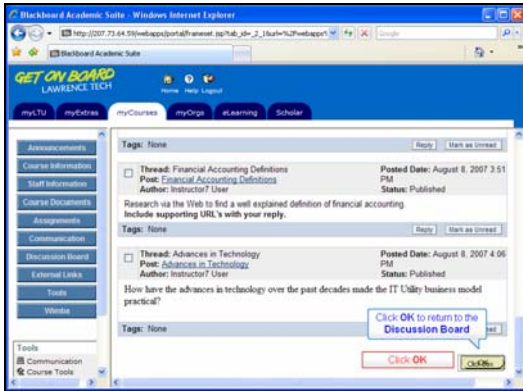 Blackboard Academic Suite - Windows Internet Explorer
http://207.73.64.59/webapps/portal/frameset.jsp?tab_id=_2_1&url=%2Fwebapps%
Google
Blackboard Academic Suite
GET ON BOARD
LAWRENCE TECH
Home Help Logout
myLTU myExtras myCourses myOrgs eLearning Scholar
Announcements
Course Information
Staff Information
Course Documents
Assignments
Communication
Discussion Board
External Links
Tools
Wimba
Tools
Communication
Course Tools
Tags: None
Reply Mark as Unread
Thread: Financial Accounting Definitions
Post: Financial Accounting Definitions
Author: Instructor7 User
Posted Date: August 8, 2007 3:51
PM
Status: Published
Research via the Web to find a well explained definition of financial accounting.
Include supporting URL's with your reply.
Tags: None
Reply Mark as Unread
Thread: Advances in Technology
Post: Advances in Technology
Author: Instructor7 User
Posted Date: August 8, 2007 4:06
PM
Status: Published
How have the advances in technology over the past decades made the IT Utility business model
practical?
Tags: None
Click OK to return to the
Discussion Board
Click OK